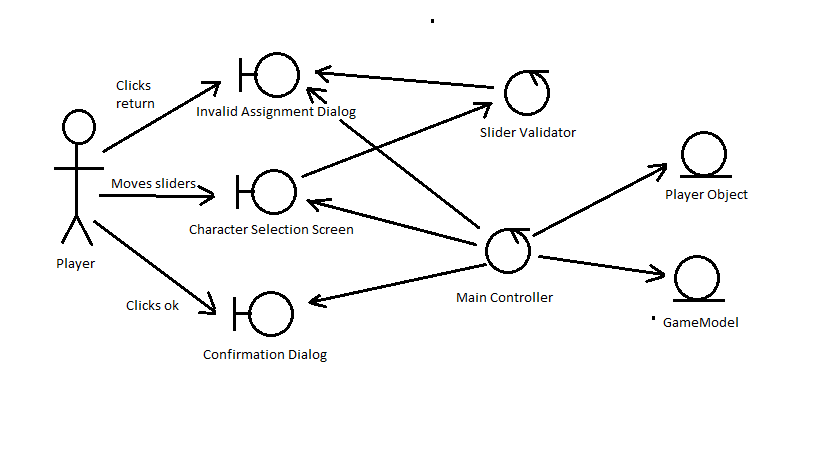 Clicks
return
Invalid Assignment Dialog
Slider Validator
Moves sliders
Player Object
Character Selection Screen
Player
Main Controller
Clicks ok
GameModel
Confirmation Dialog